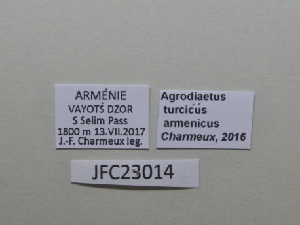 ARMÉNIE
VAYOTS DZOR
S Selim Pass
1800 m 13.VII.2017
J.-F. Charmeux leg.
Agrodiaetus
turcicus
armenicus
Charmeux, 2016
JFC23014